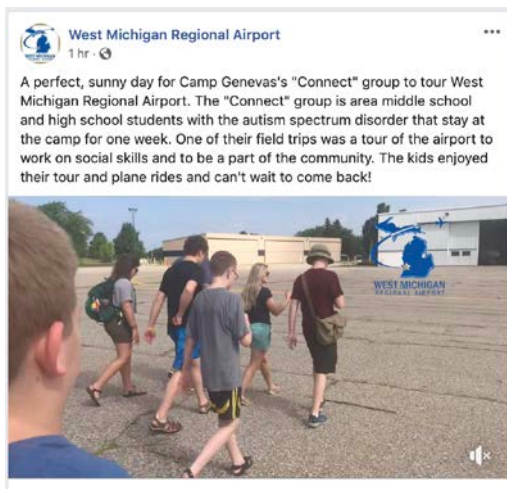 West Michigan Regional Airport
1 hr ·
A perfect, sunny day for Camp Genevas's "Connect" group to tour West
Michigan Regional Airport. The "Connect" group is area middle school
and high school students with the autism spectrum disorder that stay at
the camp for one week. One of their field trips was a tour of the airport to
work on social skills and to be a part of the community. The kids enjoyed
their tour and plane rides and can't wait to come back!
WEST MICHIGAN
REGIONAL AIRPORT